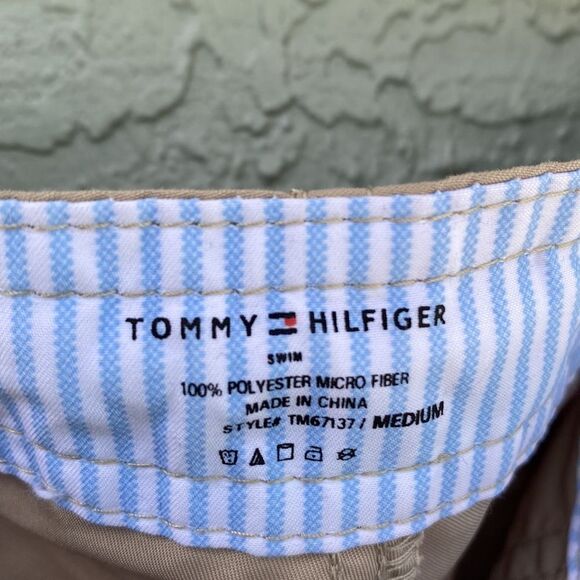 TOMMY HILFIGER
SWIM
100% POLYESTER MICRO FIBER
MADE IN CHINA
STYLE# TM67137 / MEDIUM